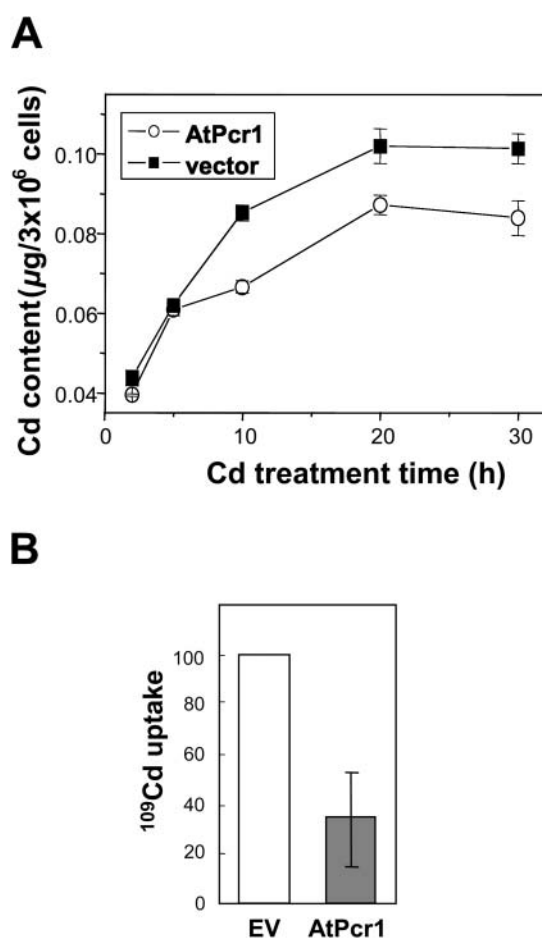 A
Cd content(µg/3x10⁶ cells)
AtPcr1
vector
0.10
0.08
0.06
0.04
0
10
20
30
Cd treatment time (h)
B
¹⁰⁹Cd uptake
100
80
60
40
20
0
EV
AtPcr1